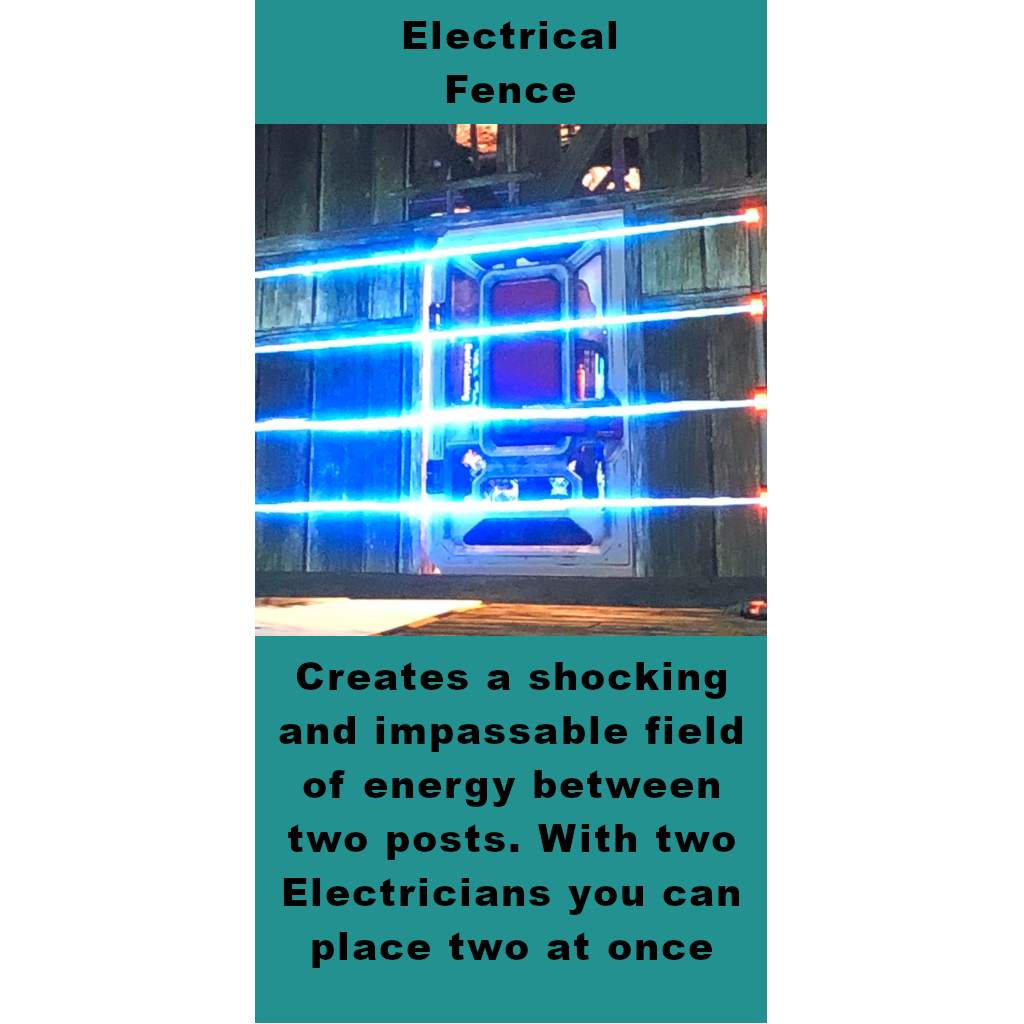 Electrical
Fence
Creates a shocking
and impassable field
of energy between
two posts. With two
Electricians you can
place two at once